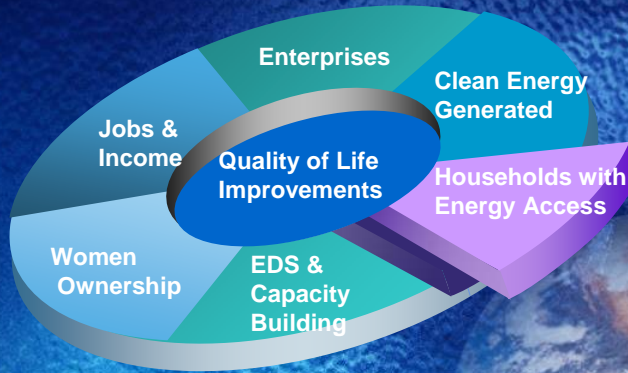 Enterprises
Clean Energy
Generated
Jobs &
Income
Quality of Life
Improvements
Households with
Energy Access
Women
Ownership
EDS &
Capacity
Building